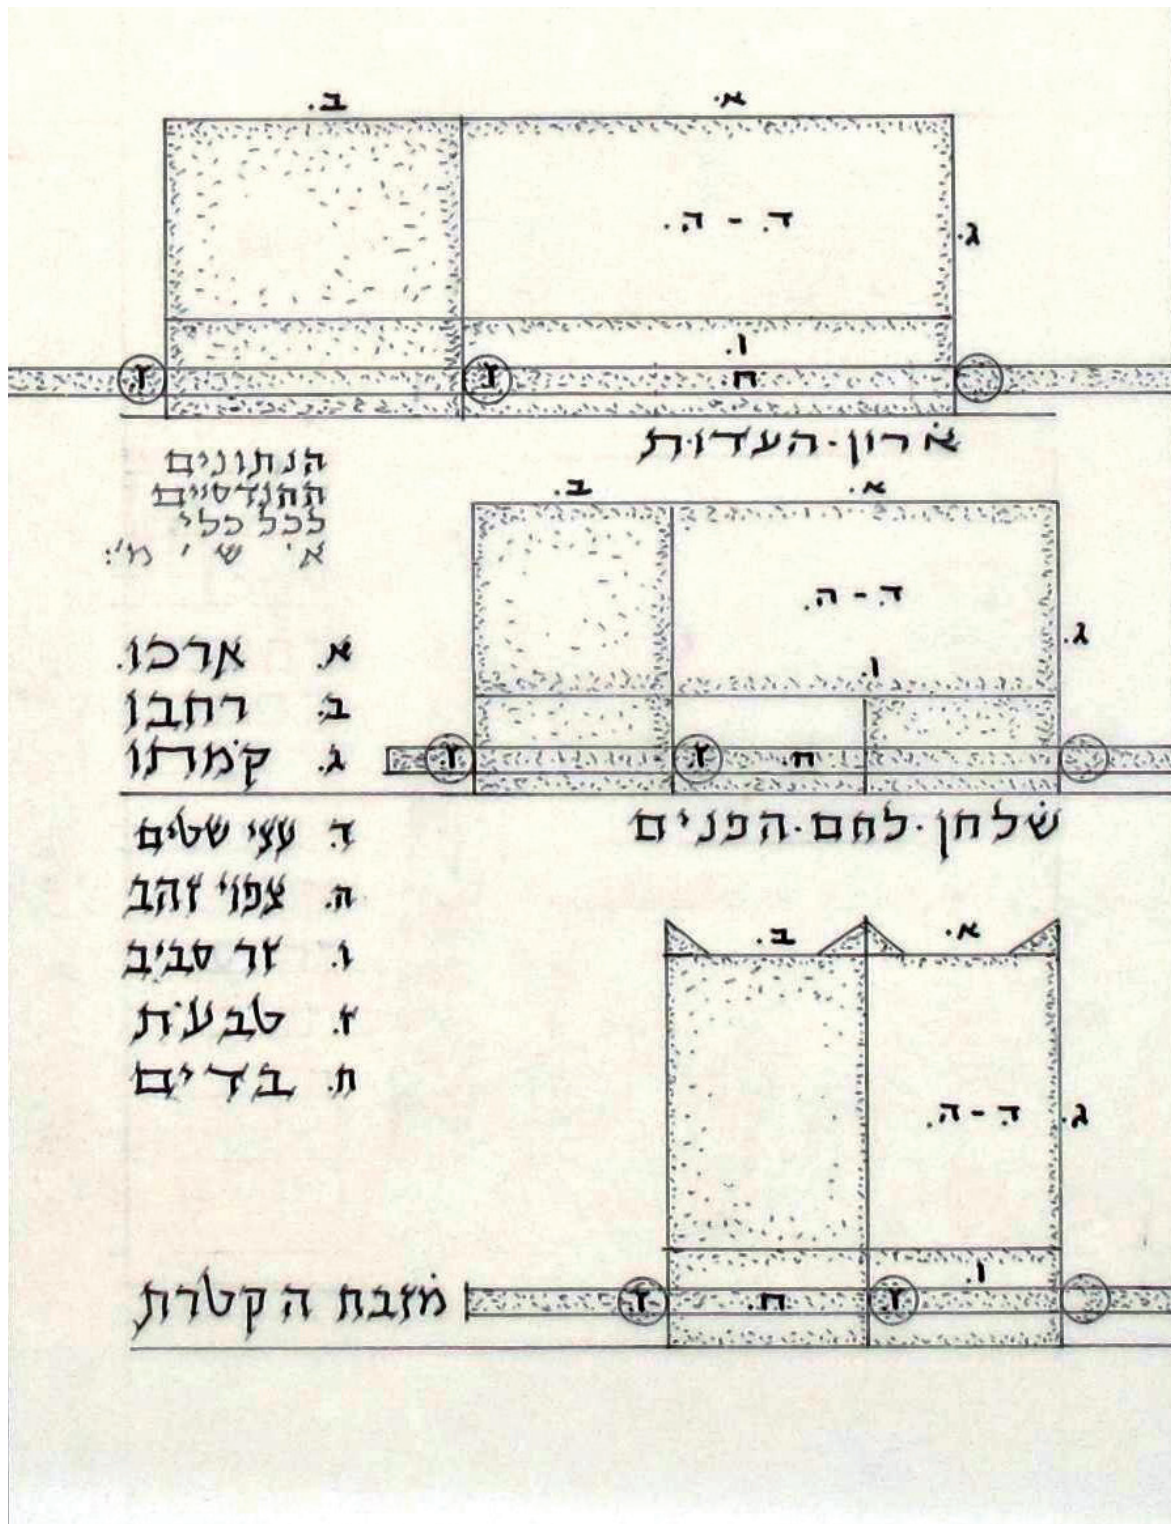 ב. א.
ד. - ה.
ג.
ו.
ז. ז. ח.
ארון · העדות
הנתונים
ההנדסיים
לכל כלי
א' ש' מ':
ב. א.
ד. - ה.
ג.
ו.
ז. ז. ח.
שלחן · לחם · הפנים
א. ארכו.
ב. רחבו
ג. קמתו
ד. עצי שטים
ה. צפוי זהב
ו. זר סביב
ז. טבעת
ח. בדים
ב. א.
ד. - ה.
ג.
ו.
ז. ח. ז.
מזבח הקטרת